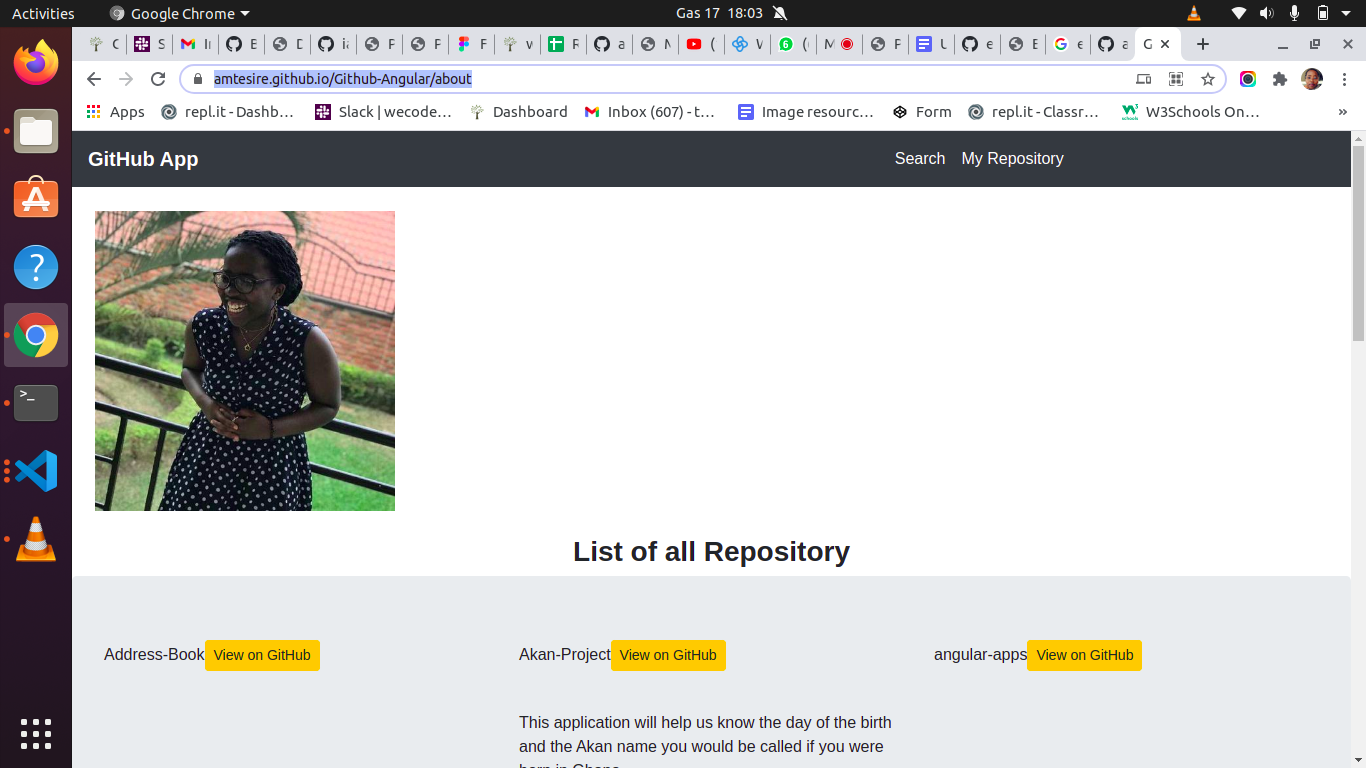 Activities
Google Chrome
Gas 17 18:03
amtesire.github.io/Github-Angular/about
Apps
repl.it - Dashb...
Slack | wecode...
Dashboard
Inbox (607) - t...
Image resourc...
Form
repl.it - Classr...
W3Schools On...
»
GitHub App
Search
My Repository
List of all Repository
Address-Book View on GitHub
Akan-Project View on GitHub
angular-apps View on GitHub
This application will help us know the day of the birth
and the Akan name you would be called if you were